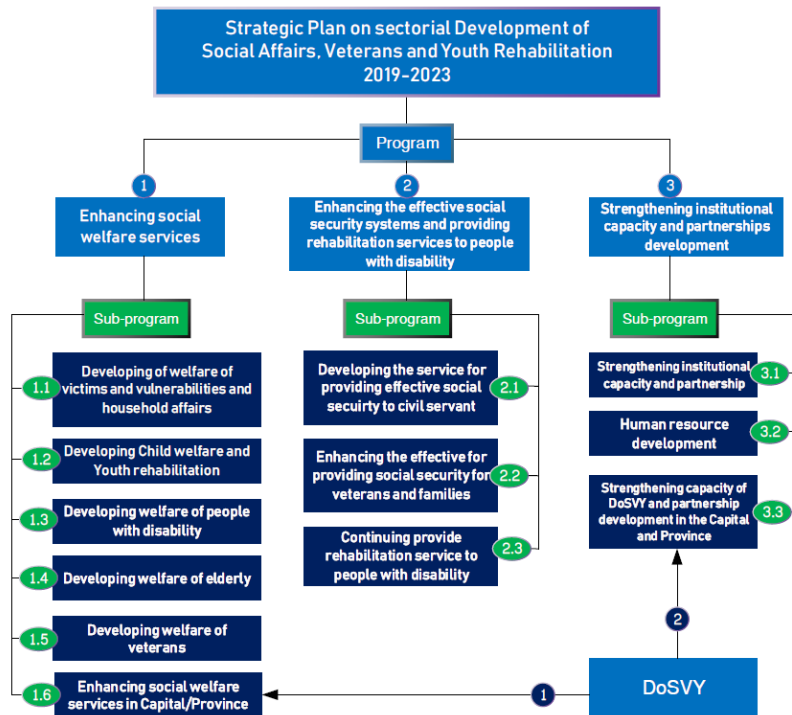 Strategic Plan on sectorial Development of
Social Affairs, Veterans and Youth Rehabilitation
2019-2023
Program
1
Enhancing social
welfare services
2
Enhancing the effective social
security systems and providing
rehabilitation services to people
with disability
3
Strengthening institutional
capacity and partnerships
development
Sub-program
1.1
Developing of welfare of
victims and vulnerabilities and
household affairs
1.2
Developing Child welfare and
Youth rehabilitation
1.3
Developing welfare of people
with disability
1.4
Developing welfare of elderly
1.5
Developing welfare of
veterans
1.6
Enhancing social welfare
services in Capital/Province
Sub-program
Developing the service for
providing effective social
secuirty to civil servant
2.1
Enhancing the effective for
providing social security for
veterans and families
2.2
Continuing provide
rehabilitation service to
people with disability
2.3
Sub-program
Strengthening institutional
capacity and partnership
3.1
Human resource
development
3.2
Strengthening capacity of
DoSVY and partnership
development in the Capital
and Province
3.3
2
1
DoSVY